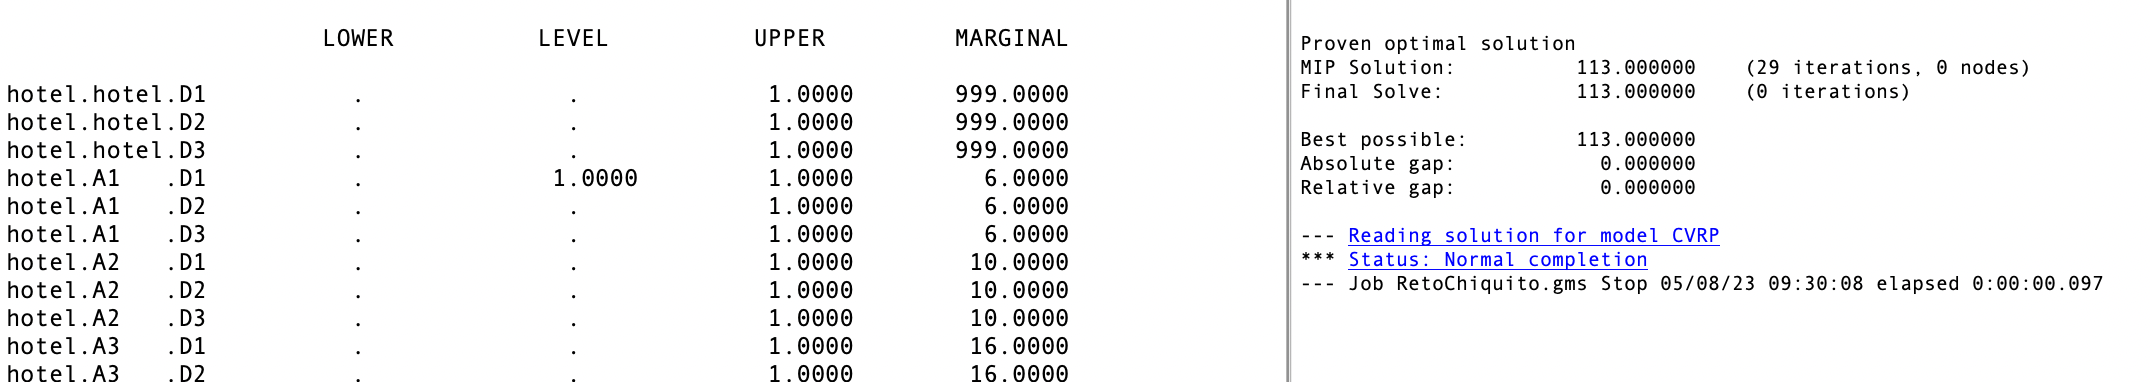 LOWER LEVEL UPPER MARGINAL
hotel.hotel.D1 . . 1.0000 999.0000
hotel.hotel.D2 . . 1.0000 999.0000
hotel.hotel.D3 . . 1.0000 999.0000
hotel.A1 .D1 . 1.0000 1.0000 6.0000
hotel.A1 .D2 . . 1.0000 6.0000
hotel.A1 .D3 . . 1.0000 6.0000
hotel.A2 .D1 . . 1.0000 10.0000
hotel.A2 .D2 . . 1.0000 10.0000
hotel.A2 .D3 . . 1.0000 10.0000
hotel.A3 .D1 . . 1.0000 16.0000
hotel.A3 .D2 . . 1.0000 16.0000
Proven optimal solution
MIP Solution: 113.000000 (29 iterations, 0 nodes)
Final Solve: 113.000000 (0 iterations)
Best possible: 113.000000
Absolute gap: 0.000000
Relative gap: 0.000000
--- Reading solution for model CVRP
*** Status: Normal completion
--- Job RetoChiquito.gms Stop 05/08/23 09:30:08 elapsed 0:00:00.097